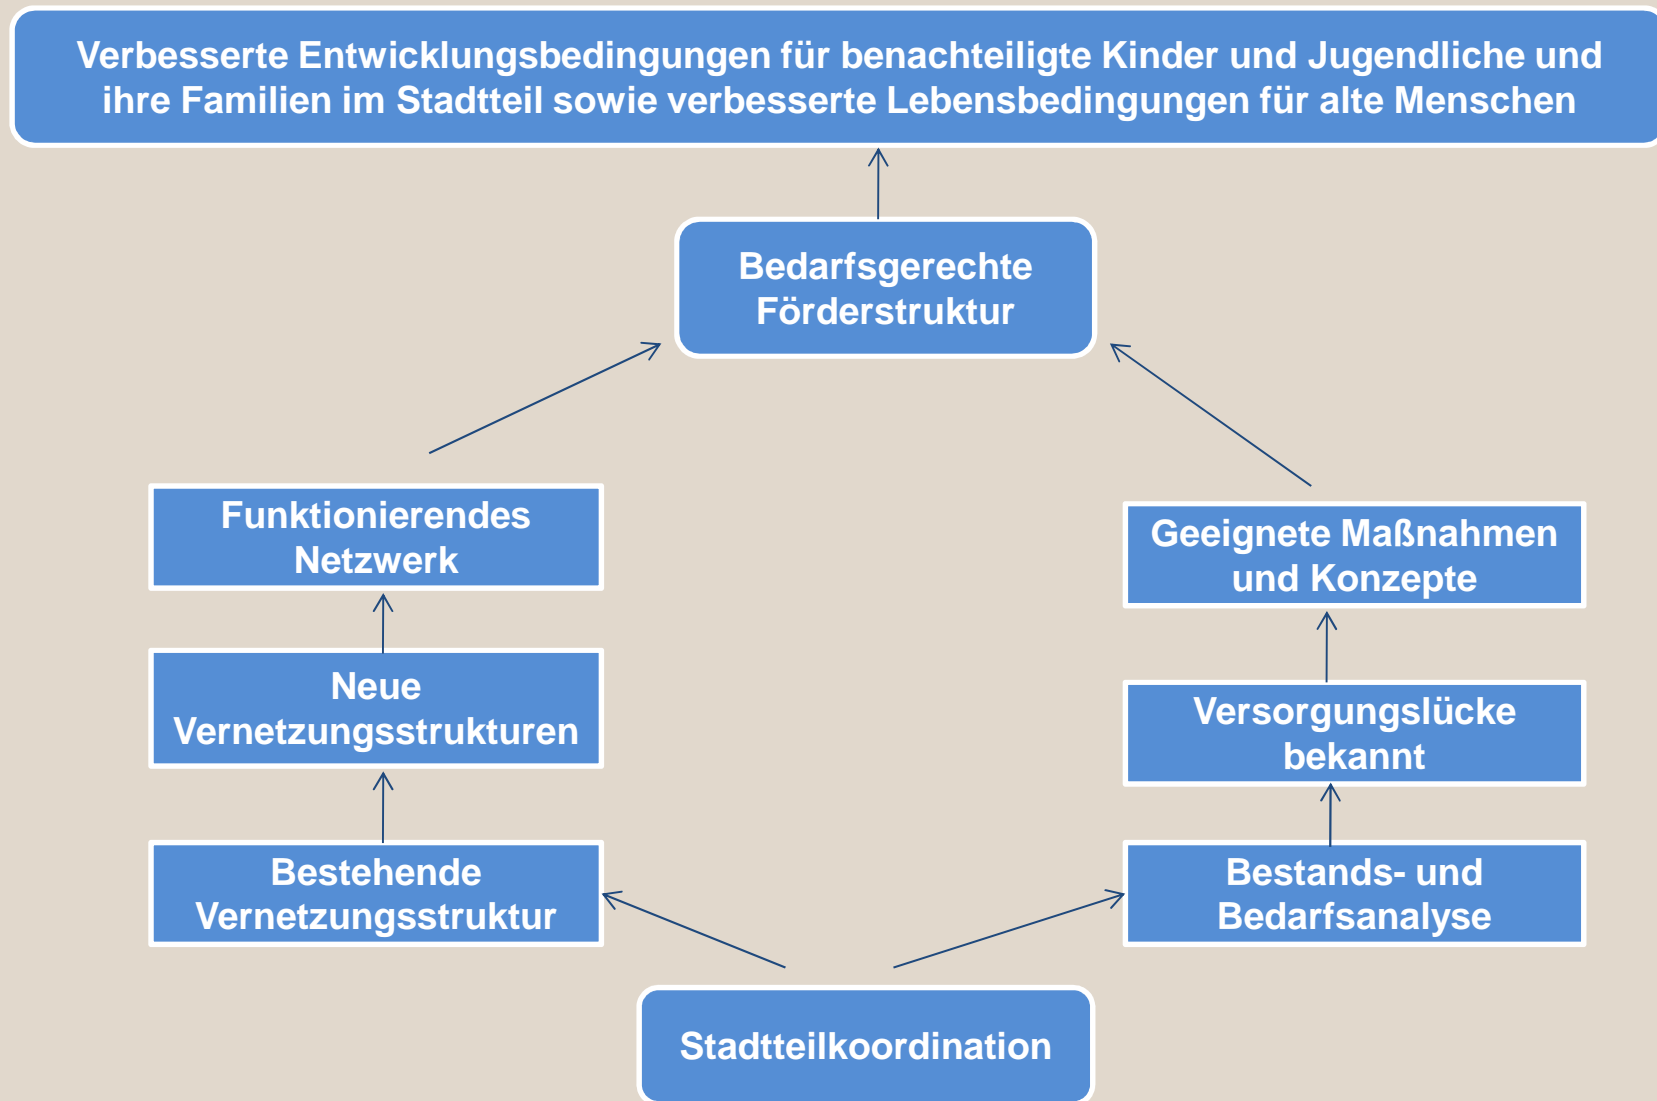 Verbesserte Entwicklungsbedingungen für benachteiligte Kinder und Jugendliche und
ihre Familien im Stadtteil sowie verbesserte Lebensbedingungen für alte Menschen
Bedarfsgerechte
Förderstruktur
Funktionierendes
Netzwerk
Geeignete Maßnahmen
und Konzepte
Neue
Vernetzungsstrukturen
Versorgungslücke
bekannt
Bestehende
Vernetzungsstruktur
Bestands- und
Bedarfsanalyse
Stadtteilkoordination